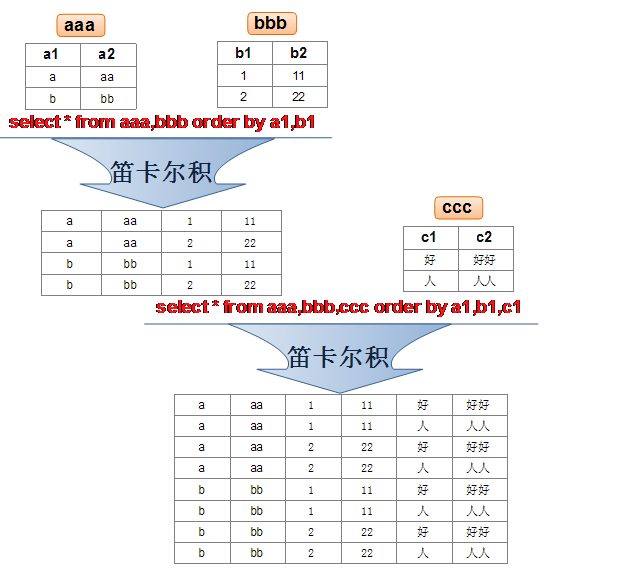 aaa
bbb
a1 a2
a aa
b bb
b1 b2
1 11
2 22
select * from aaa,bbb order by a1,b1
笛卡尔积
a aa 1 11
a aa 2 22
b bb 1 11
b bb 2 22
ccc
c1 c2
好 好好
人 人人
select * from aaa,bbb,ccc order by a1,b1,c1
笛卡尔积
a aa 1 11 好 好好
a aa 1 11 人 人人
a aa 2 22 好 好好
a aa 2 22 人 人人
b bb 1 11 好 好好
b bb 1 11 人 人人
b bb 2 22 好 好好
b bb 2 22 人 人人